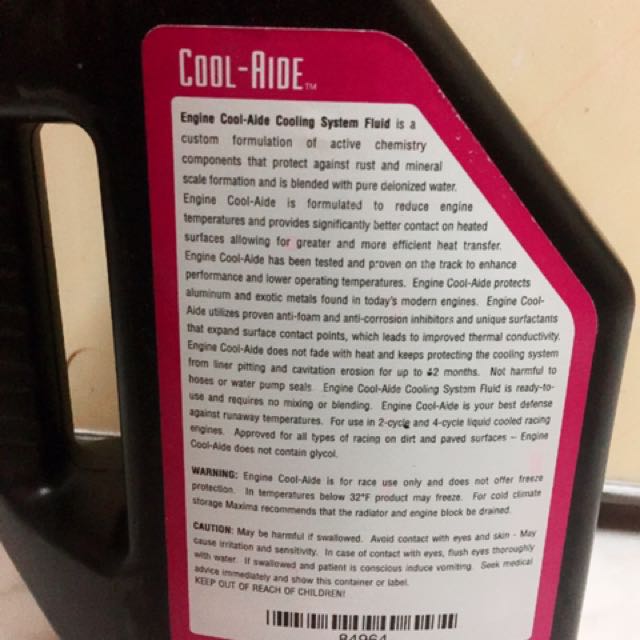 COOL-AIDE™
Engine Cool-Aide Cooling System Fluid is a
custom formulation of active chemistry
components that protect against rust and mineral
scale formation and is blended with pure deionized water.
Engine Cool-Aide is formulated to reduce engine
temperatures and provides significantly better contact on heated
surfaces allowing for greater and more efficient heat transfer.
Engine Cool-Aide has been tested and proven on the track to enhance
performance and lower operating temperatures. Engine Cool-Aide protects
aluminum and exotic metals found in today's modern engines. Engine Cool-
Aide utilizes proven anti-foam and anti-corrosion inhibitors and unique surfactants
that expand surface contact points, which leads to improved thermal conductivity.
Engine Cool-Aide does not fade with heat and keeps protecting the cooling system
from liner pitting and cavitation erosion for up to months. Not harmful to
hoses or water pump seals. Engine Cool-Aide Cooling System Fluid is ready-to-
use and requires no mixing or blending. Engine Cool-Aide is your best defense
against runaway temperatures. For use in 2-cycle and 4-cycle liquid cooled racing
engines. Approved for all types of racing on dirt and paved surfaces – Engine
Cool-Aide does not contain glycol.
WARNING: Engine Cool-Aide is for race use only and does not offer freeze
protection. In temperatures below 32°F product may freeze. For cold climate
storage Maxima recommends that the radiator and engine block be drained.
CAUTION: May be harmful if swallowed. Avoid contact with eyes and skin - May
cause irritation and sensitivity. In case of contact with eyes, flush eyes thoroughly
with water. If swallowed and patient is conscious induce vomiting. Seek medical
advice immediately and show this container or label.
KEEP OUT OF REACH OF CHILDREN!
84964